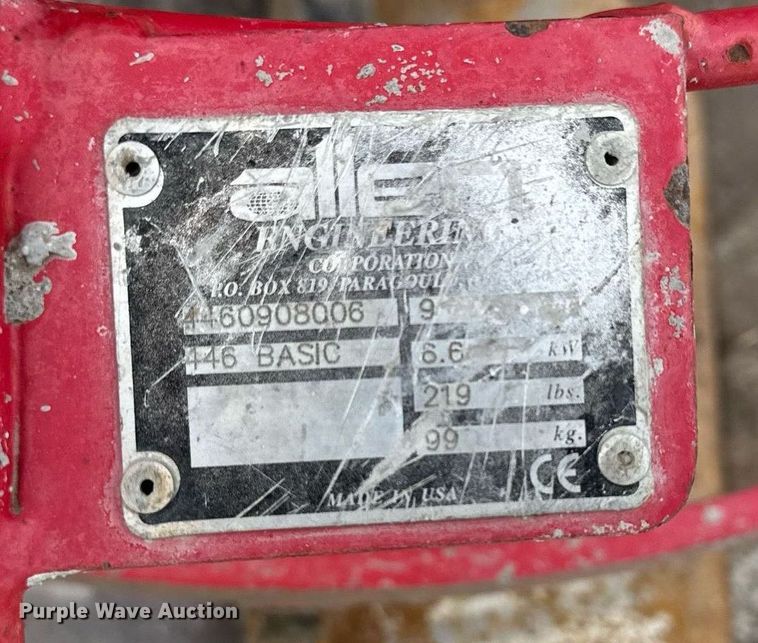 allen
ENGINEERING
CORPORATION
P.O. BOX 819/PARAGOUL
4460908006 9
446 BASIC 6.6 kW
219 lbs.
99 kg.
CE
MADE IN USA
Purple Wave Auction